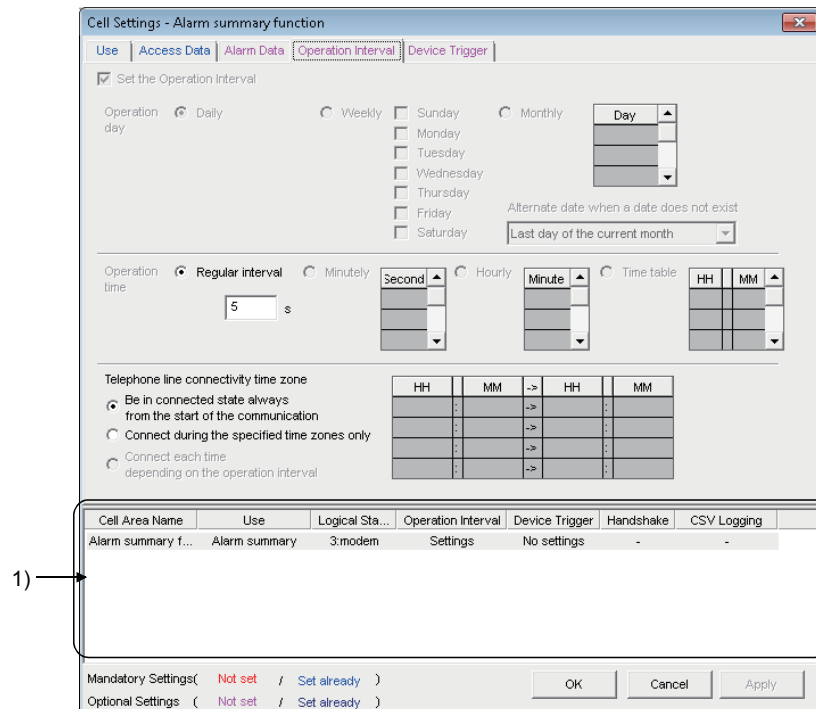 Cell Settings - Alarm summary function
Use Access Data Alarm Data Operation Interval Device Trigger
Set the Operation Interval
Operation day Daily Weekly Sunday Monthly Day
Monday
Tuesday
Wednesday
Thursday
Friday
Saturday
Alternate date when a date does not exist
Last day of the current month
Operation time Regular interval Minutely Second Hourly Minute Time table HH MM
5 s
Telephone line connectivity time zone
Be in connected state always
from the start of the communication
Connect during the specified time zones only
Connect each time
depending on the operation interval
HH MM -> HH MM
: -> :
: -> :
: -> :
: -> :
1)
Cell Area Name Use Logical Sta... Operation Interval Device Trigger Handshake CSV Logging
Alarm summary f... Alarm summary 3:modem Settings No settings - -
Mandatory Settings( Not set / Set already )
Optional Settings ( Not set / Set already )
OK Cancel Apply